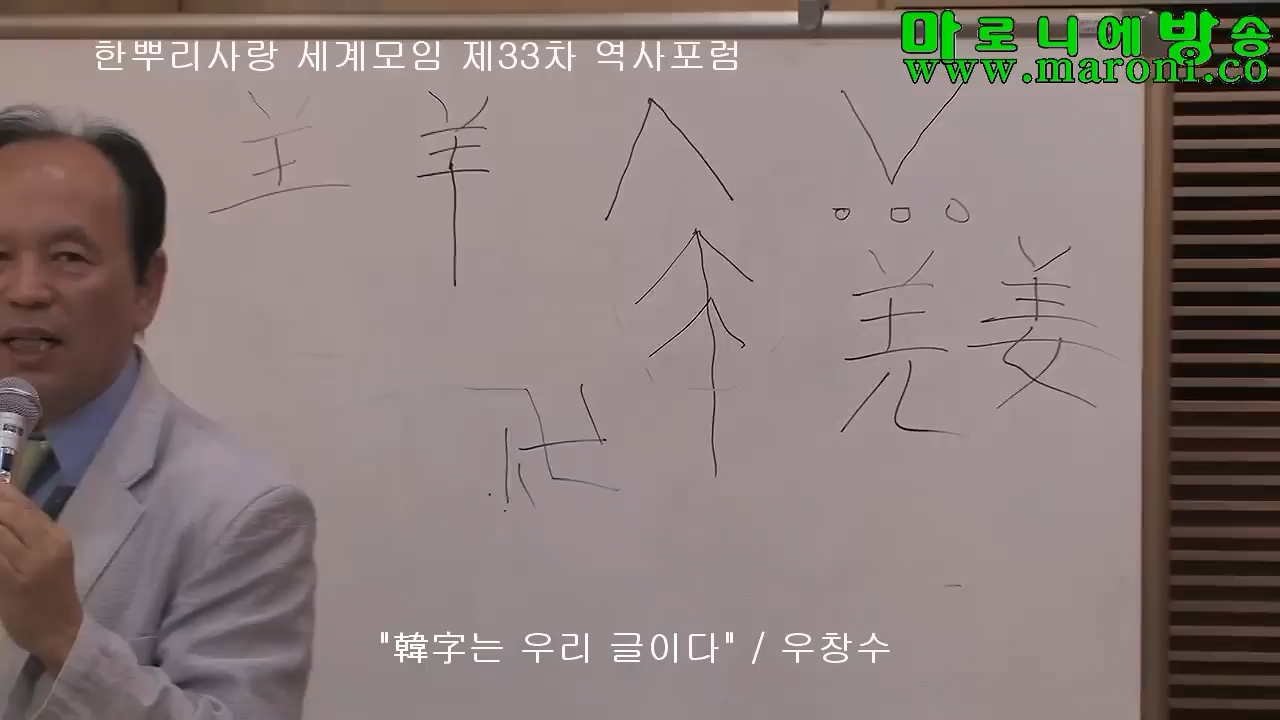 한뿌리사랑 세계모임 제33차 역사포럼
마로니에방송
www.maroni.co
羊 羊
羌 姜
卍
"韓字는 우리 글이다" / 우창수